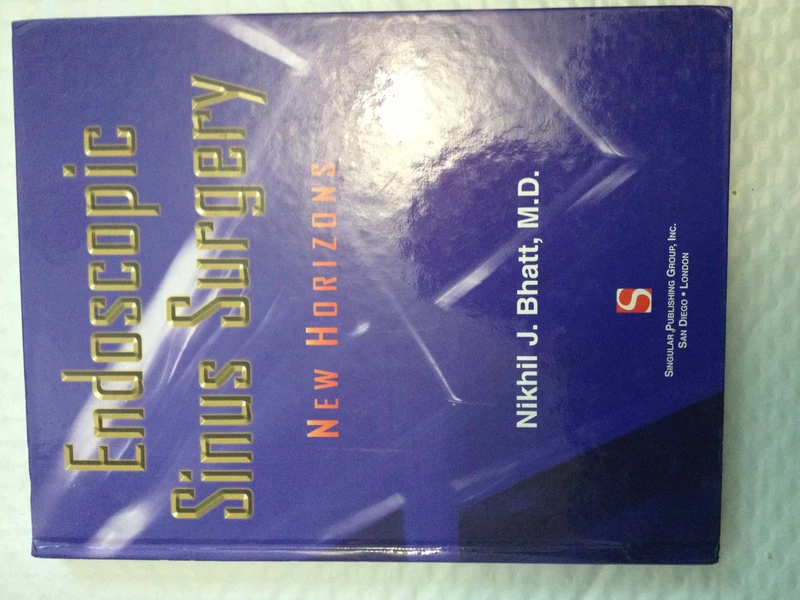 Endoscopic
Sinus Surgery
NEW HORIZONS
Nikhil J. Bhatt, M.D.
S
SINGULAR PUBLISHING GROUP, INC.
SAN DIEGO • LONDON